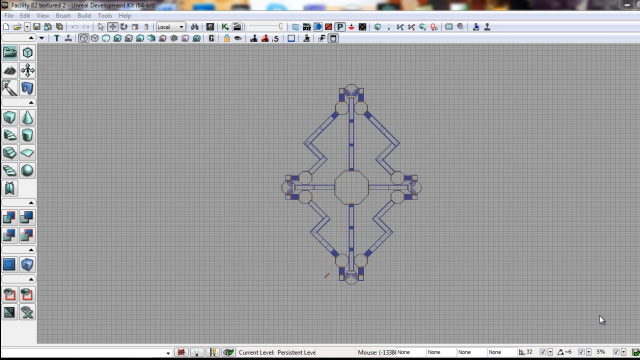 Facility 82 textured 2 - Unreal Development Kit (64-bit)
File Edit View Brush Build Tools Help
Local
P
T G .S
Current Level: Persistent Leve Mouse: (-1338 None None None None 32 5%